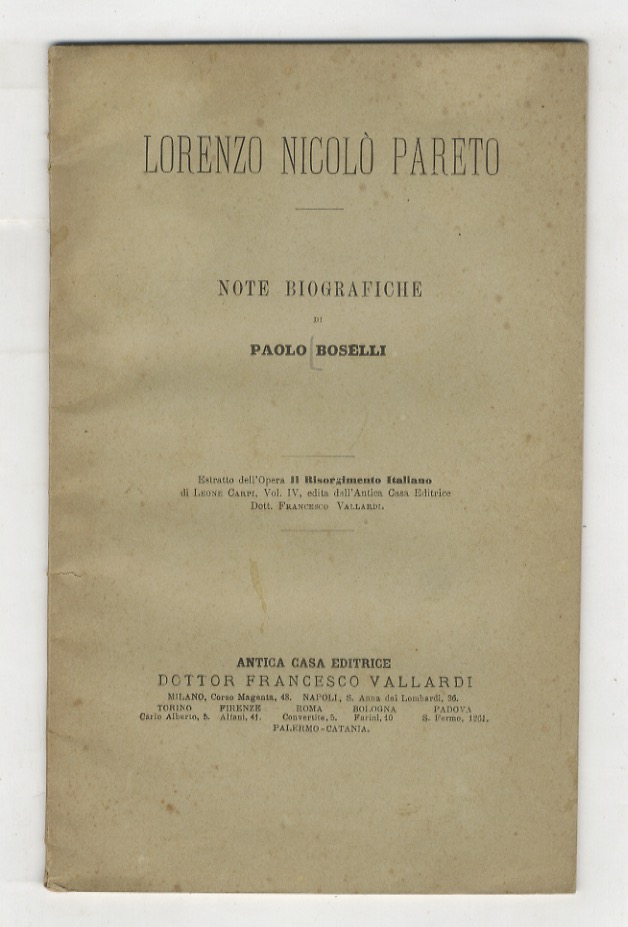 LORENZO NICOLÒ PARETO
NOTE BIOGRAFICHE
DI
PAOLO BOSELLI
Estratto dell'Opera Il Risorgimento Italiano
di LEONE CARPI, Vol. IV, edita dall'Antica Casa Editrice
Dott. FRANCESCO VALLARDI.
ANTICA CASA EDITRICE
DOTTOR FRANCESCO VALLARDI
MILANO, Corso Magenta, 48. NAPOLI, S. Anna dei Lombardi, 36.
TORINO FIRENZE ROMA BOLOGNA PADOVA
Carlo Alberto, 5. Alfani, 41. Convertite, 5. Farini, 10 S. Fermo, 1251.
PALERMO-CATANIA.